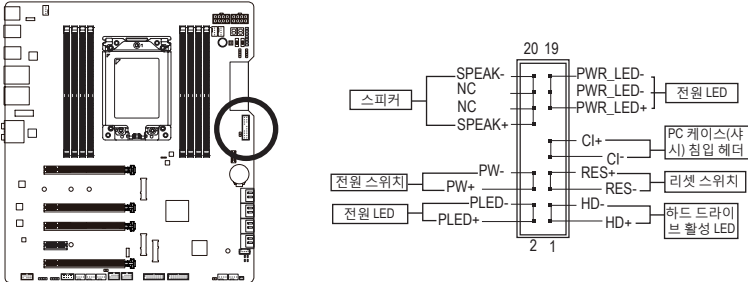 20 19
SPEAK-
NC
NC
SPEAK+
스피커
PWR_LED-
PWR_LED-
PWR_LED+
전원 LED
CI+
CI-
PC 케이스(샤
시) 침입 헤더
PW-
PW+
전원 스위치
RES+
RES-
리셋 스위치
PLED-
PLED+
전원 LED
HD-
HD+
하드 드라이
브 활성 LED
2 1